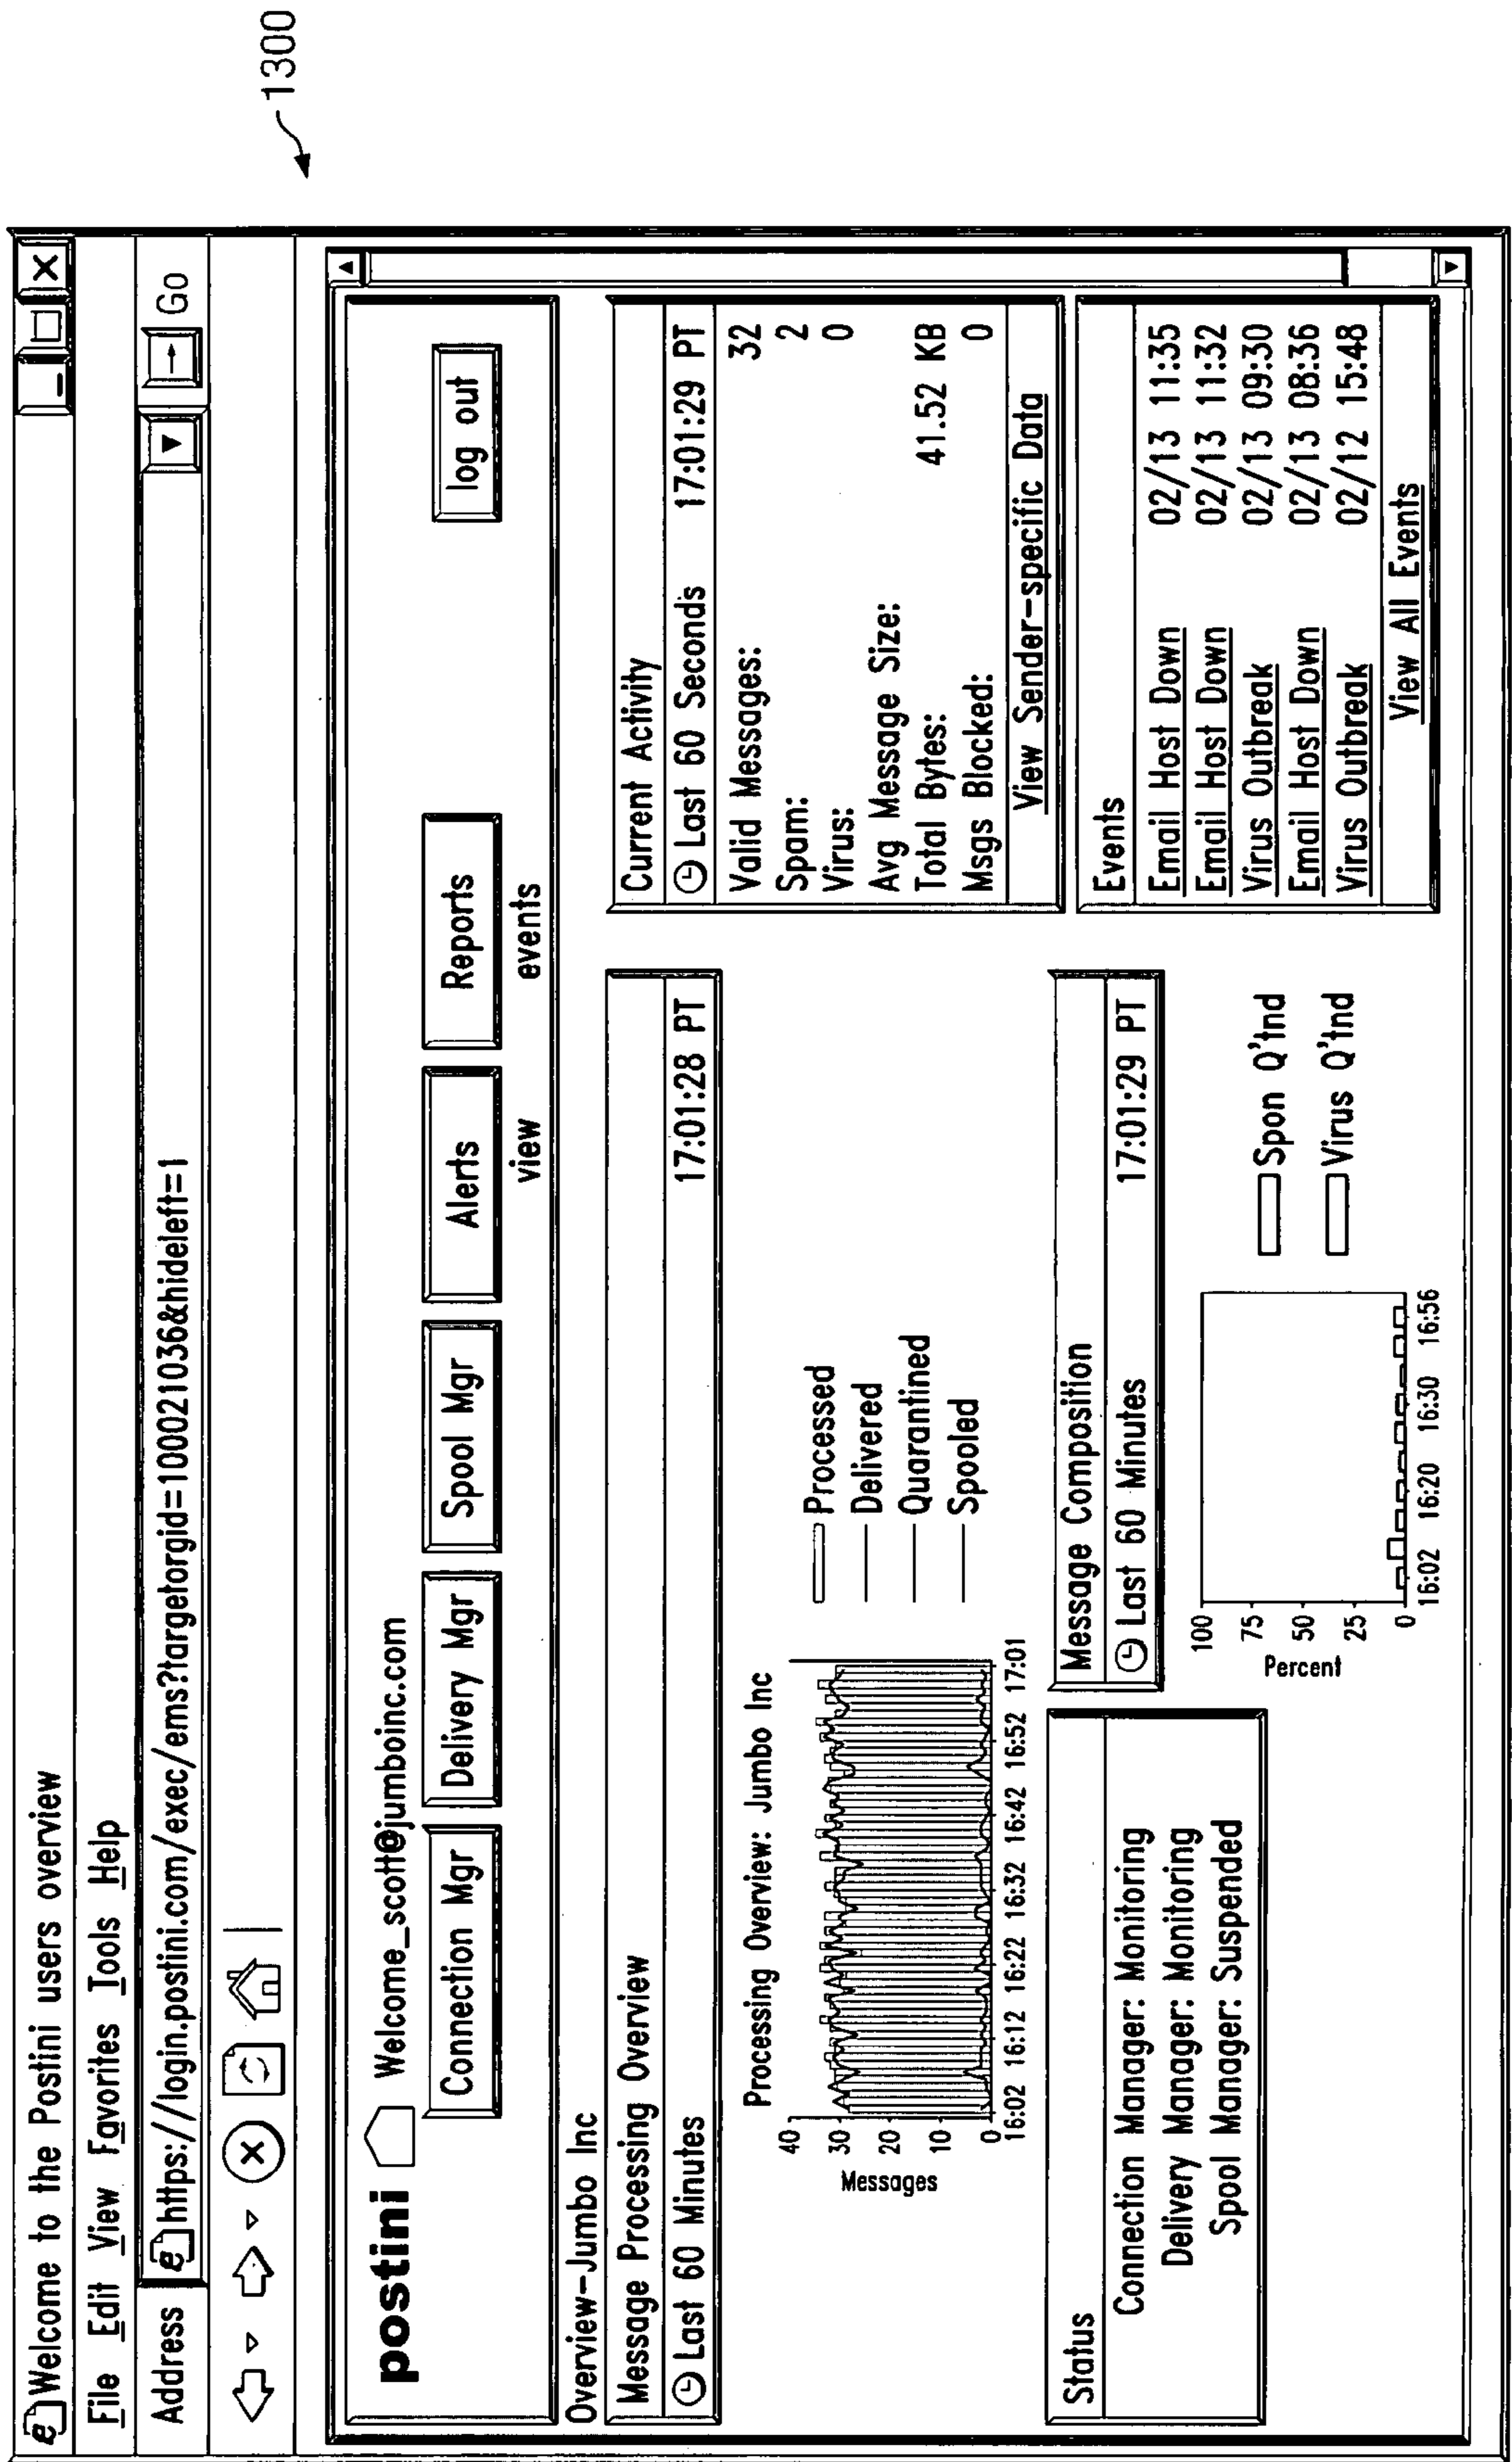 1300
Welcome to the Postini users overview
File Edit View Favorites Tools Help
Address https://login.postini.com/exec/ems?targetorgid=100021036&hideleft=1 Go
postini Welcome_scott@jumboinc.com
Connection Mgr Delivery Mgr Spool Mgr Alerts Reports log out
view events
Overview-Jumbo Inc
Message Processing Overview
Last 60 Minutes 17:01:28 PT
Processing Overview: Jumbo Inc
Messages
40
30
20
10
0
16:02 16:12 16:22 16:32 16:42 16:52 17:01
Processed
Delivered
Quarantined
Spooled
Current Activity
Last 60 Seconds 17:01:29 PT
Valid Messages: 32
Spam: 2
Virus: 0
Avg Message Size:
Total Bytes: 41.52 KB
Msgs Blocked: 0
View Sender-specific Data
Status
Connection Manager: Monitoring
Delivery Manager: Monitoring
Spool Manager: Suspended
Message Composition
Last 60 Minutes 17:01:29 PT
Percent
100
75
50
25
0
16:02 16:20 16:30 16:56
Spon Q'tnd
Virus Q'tnd
Events
Email Host Down 02/13 11:35
Email Host Down 02/13 11:32
Virus Outbreak 02/13 09:30
Email Host Down 02/13 08:36
Virus Outbreak 02/12 15:48
View All Events